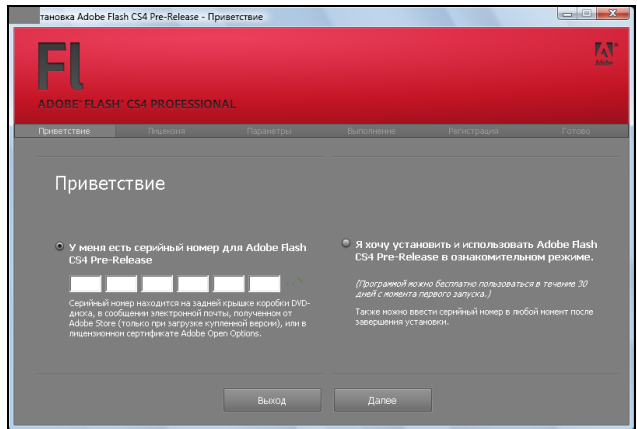 тановка Adobe Flash CS4 Pre-Release - Приветствие
Fl
Adobe
ADOBE® FLASH® CS4 PROFESSIONAL
Приветствие Лицензия Параметры Выполнение Регистрация Готово
Приветствие
У меня есть серийный номер для Adobe Flash
CS4 Pre-Release
Серийный номер находится на задней крышке коробки DVD-
диска, в сообщении электронной почты, полученном от
Adobe Store (только при загрузке купленной версии), или в
лицензионном сертификате Adobe Open Options.
Я хочу установить и использовать Adobe Flash
CS4 Pre-Release в ознакомительном режиме.
(Программой можно бесплатно пользоваться в течение 30
дней с момента первого запуска.)
Также можно ввести серийный номер в любой момент после
завершения установки.
Выход
Далее